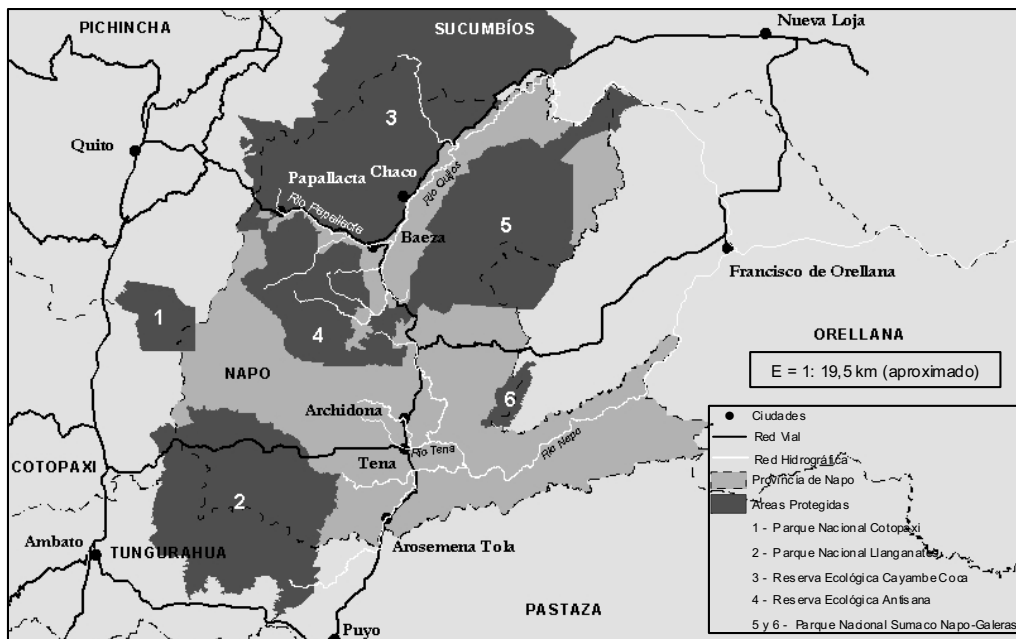 PICHINCHA
SUCUMBÍOS
Nueva Loja
3
Quito
Papallacta
Chaco
Río Papallacta
Río Quijos
5
Baeza
Francisco de Orellana
1
4
ORELLANA
E = 1: 19,5 km (aproximado)
NAPO
6
Archidona
Río Tena
Río Napo
COTOPAXI
Tena
2
Ambato
TUNGURAHUA
Arosemena Tola
PASTAZA
Puyo
Ciudades
Red Vial
Red Hidrográfica
Provincia de Napo
Areas Protegidas
1 - Parque Nacional Cotopaxi
2 - Parque Nacional Llanganates
3 - Reserva Ecológica Cayambe Coca
4 - Reserva Ecológica Antisana
5 y 6 - Parque Nacional Sumaco Napo-Galeras